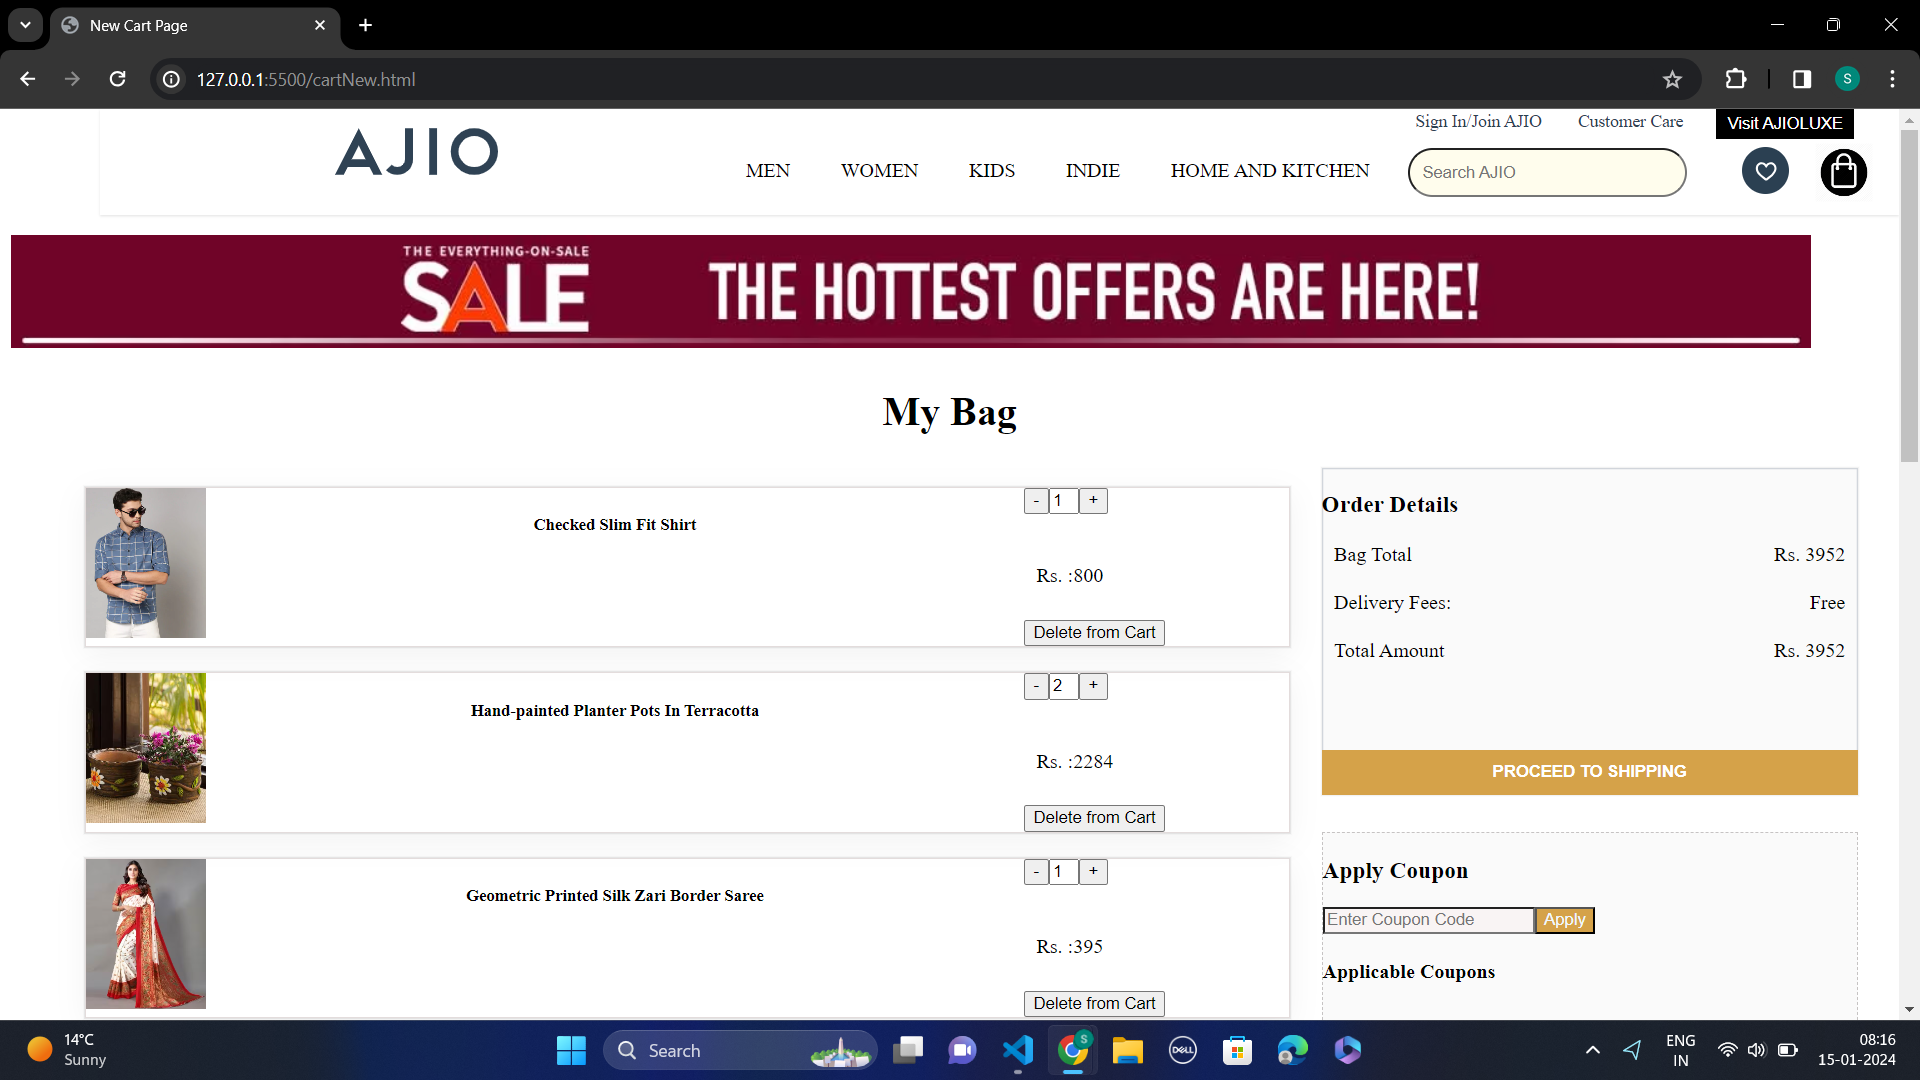 New Cart Page
127.0.0.1:5500/cartNew.html
S
AJIO
Sign In/Join AJIO
Customer Care
Visit AJIOLUXE
MEN
WOMEN
KIDS
INDIE
HOME AND KITCHEN
Search AJIO
THE EVERYTHING-ON-SALE
SALE
THE HOTTEST OFFERS ARE HERE!
My Bag
Checked Slim Fit Shirt
- 1 +
Rs. :800
Delete from Cart
Hand-painted Planter Pots In Terracotta
- 2 +
Rs. :2284
Delete from Cart
Geometric Printed Silk Zari Border Saree
- 1 +
Rs. :395
Delete from Cart
Order Details
Bag Total Rs. 3952
Delivery Fees: Free
Total Amount Rs. 3952
PROCEED TO SHIPPING
Apply Coupon
Enter Coupon Code Apply
Applicable Coupons
14°C
Sunny
Search
S
DELL
ENG
IN
08:16
15-01-2024